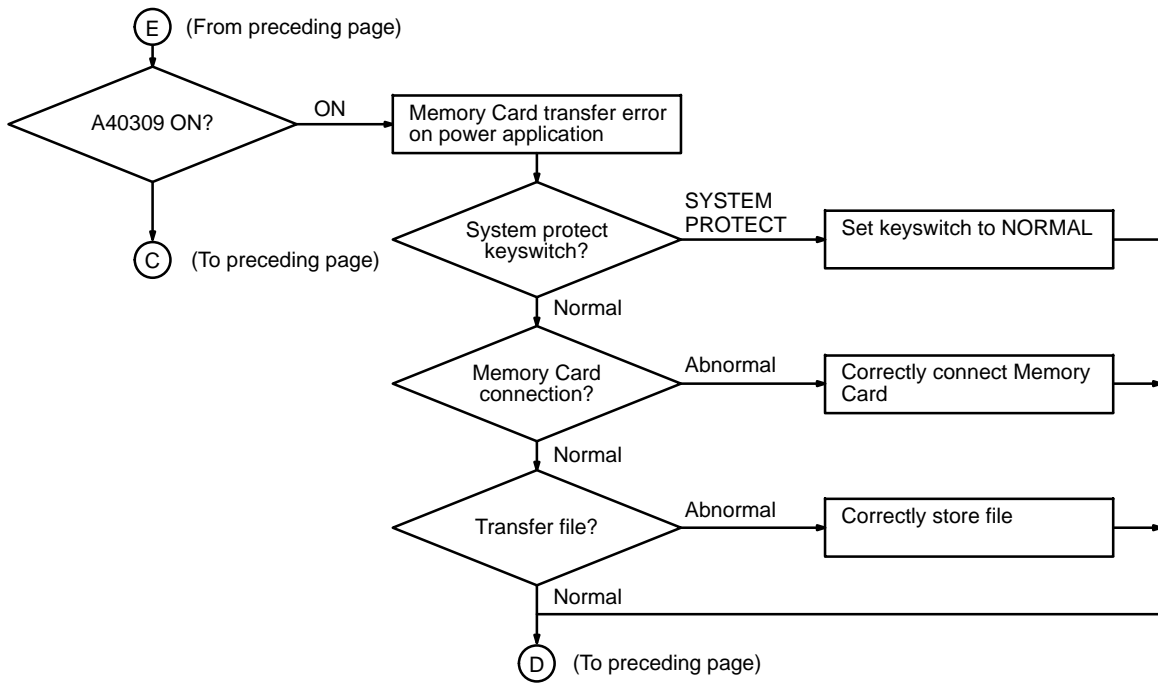 E (From preceding page)
A40309 ON?
ON
Memory Card transfer error
on power application
C (To preceding page)
System protect
keyswitch?
SYSTEM
PROTECT
Set keyswitch to NORMAL
Normal
Memory Card
connection?
Abnormal
Correctly connect Memory
Card
Normal
Transfer file?
Abnormal
Correctly store file
Normal
D (To preceding page)